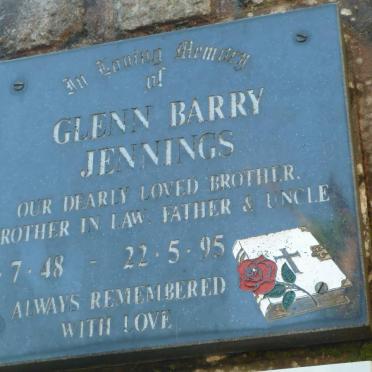 In Loving Memory
of
GLENN BARRY
JENNINGS
OUR DEARLY LOVED BROTHER,
ROTHER IN LAW, FATHER & UNCLE
7·48 - 22·5·95
ALWAYS REMEMBERED
WITH LOVE